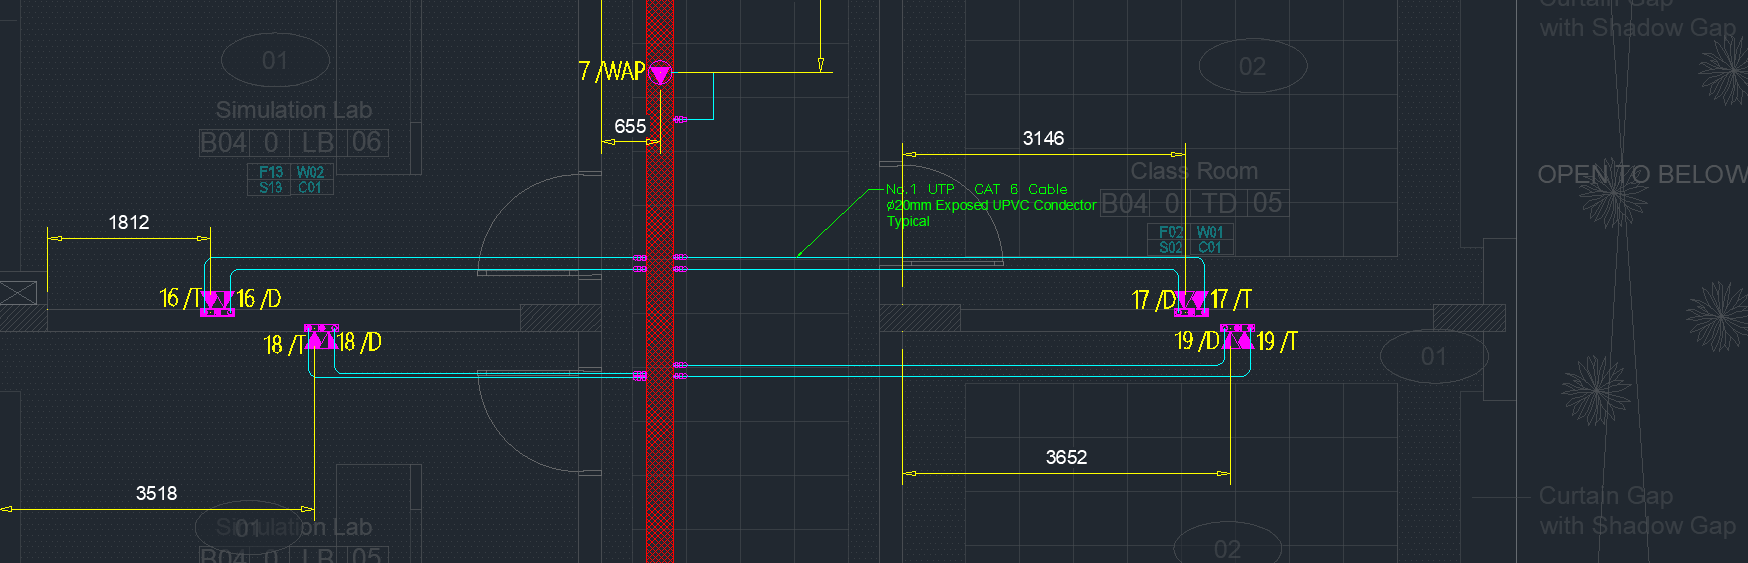 Curtain Gap
with Shadow Gap
01
02
7 /WAP
Simulation Lab
B04 0 LB 06
F13 W02
S13 C01
655
3146
Class Room
B04 0 TD 05
F02 W01
S02 C01
OPEN TO BELOW
No.1 UTP CAT 6 Cable
ø20mm Exposed UPVC Condector
Typical
1812
16 /T
16 /D
17 /D
17 /T
18 /T
18 /D
19 /D
19 /T
01
3652
3518
Curtain Gap
with Shadow Gap
Simulation Lab
01
B04 0 LB 05
02